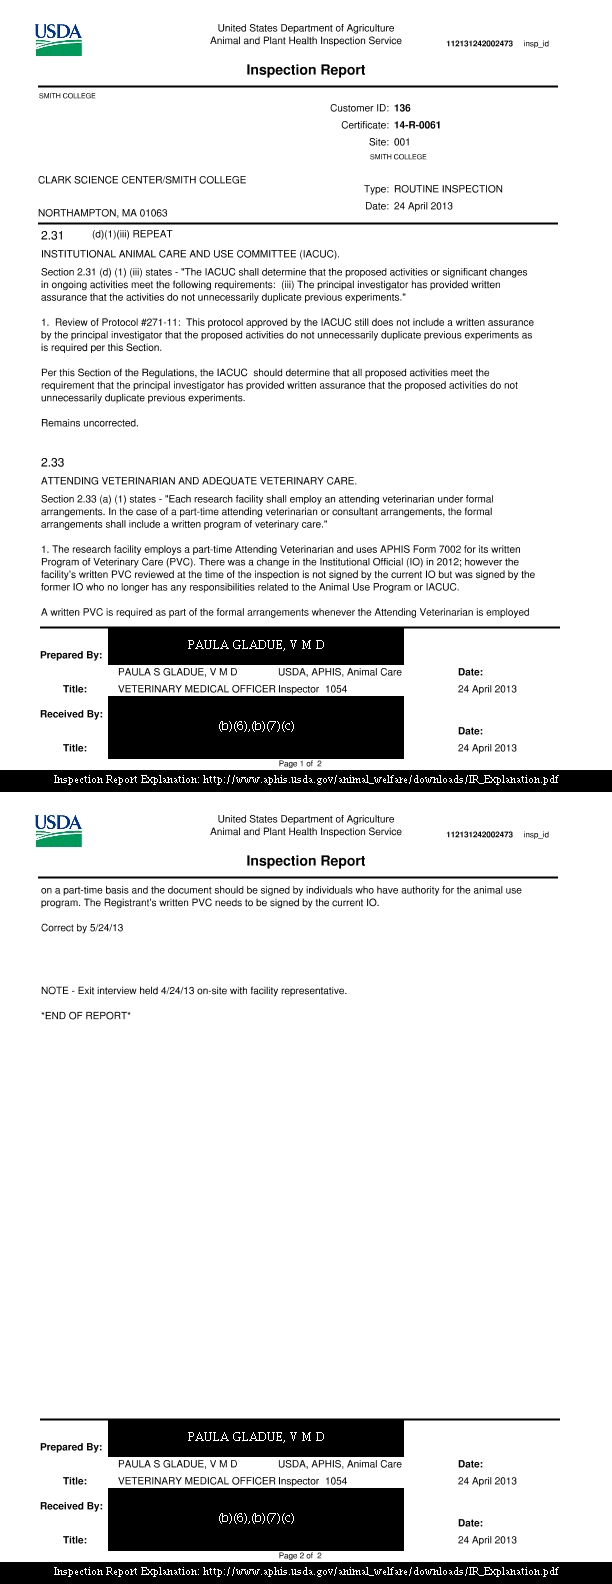 USDA
United States Department of Agriculture
Animal and Plant Health Inspection Service
112131242002473 insp_id
Inspection Report
SMITH COLLEGE
Customer ID: 136
Certificate: 14-R-0061
Site: 001
SMITH COLLEGE
CLARK SCIENCE CENTER/SMITH COLLEGE
Type: ROUTINE INSPECTION
NORTHAMPTON, MA 01063
Date: 24 April 2013
2.31 (d)(1)(iii) REPEAT
INSTITUTIONAL ANIMAL CARE AND USE COMMITTEE (IACUC).
Section 2.31 (d) (1) (iii) states - "The IACUC shall determine that the proposed activities or significant changes
in ongoing activities meet the following requirements: (iii) The principal investigator has provided written
assurance that the activities do not unnecessarily duplicate previous experiments."
1. Review of Protocol #271-11: This protocol approved by the IACUC still does not include a written assurance
by the principal investigator that the proposed activities do not unnecessarily duplicate previous experiments as
is required per this Section.
Per this Section of the Regulations, the IACUC should determine that all proposed activities meet the
requirement that the principal investigator has provided written assurance that the proposed activities do not
unnecessarily duplicate previous experiments.
Remains uncorrected.
2.33
ATTENDING VETERINARIAN AND ADEQUATE VETERINARY CARE.
Section 2.33 (a) (1) states - "Each research facility shall employ an attending veterinarian under formal
arrangements. In the case of a part-time attending veterinarian or consultant arrangements, the formal
arrangements shall include a written program of veterinary care."
1. The research facility employs a part-time Attending Veterinarian and uses APHIS Form 7002 for its written
Program of Veterinary Care (PVC). There was a change in the Institutional Official (IO) in 2012; however the
facility's written PVC reviewed at the time of the inspection is not signed by the current IO but was signed by the
former IO who no longer has any responsibilities related to the Animal Use Program or IACUC.
A written PVC is required as part of the formal arrangements whenever the Attending Veterinarian is employed
PAULA GLADUE, V M D
Prepared By:
PAULA S GLADUE, V M D USDA, APHIS, Animal Care Date:
Title: VETERINARY MEDICAL OFFICER Inspector 1054 24 April 2013
Received By:
(b)(6),(b)(7)(c)
Date:
Title: 24 April 2013
Page 1 of 2
Inspection Report Explanation: http://www.aphis.usda.gov/animal_welfare/downloads/IR_Explanation.pdf
USDA
United States Department of Agriculture
Animal and Plant Health Inspection Service
112131242002473 insp_id
Inspection Report
on a part-time basis and the document should be signed by individuals who have authority for the animal use
program. The Registrant's written PVC needs to be signed by the current IO.
Correct by 5/24/13
NOTE - Exit interview held 4/24/13 on-site with facility representative.
*END OF REPORT*
PAULA GLADUE, V M D
Prepared By:
PAULA S GLADUE, V M D USDA, APHIS, Animal Care Date:
Title: VETERINARY MEDICAL OFFICER Inspector 1054 24 April 2013
Received By:
(b)(6),(b)(7)(c)
Date:
Title: 24 April 2013
Page 2 of 2
Inspection Report Explanation: http://www.aphis.usda.gov/animal_welfare/downloads/IR_Explanation.pdf